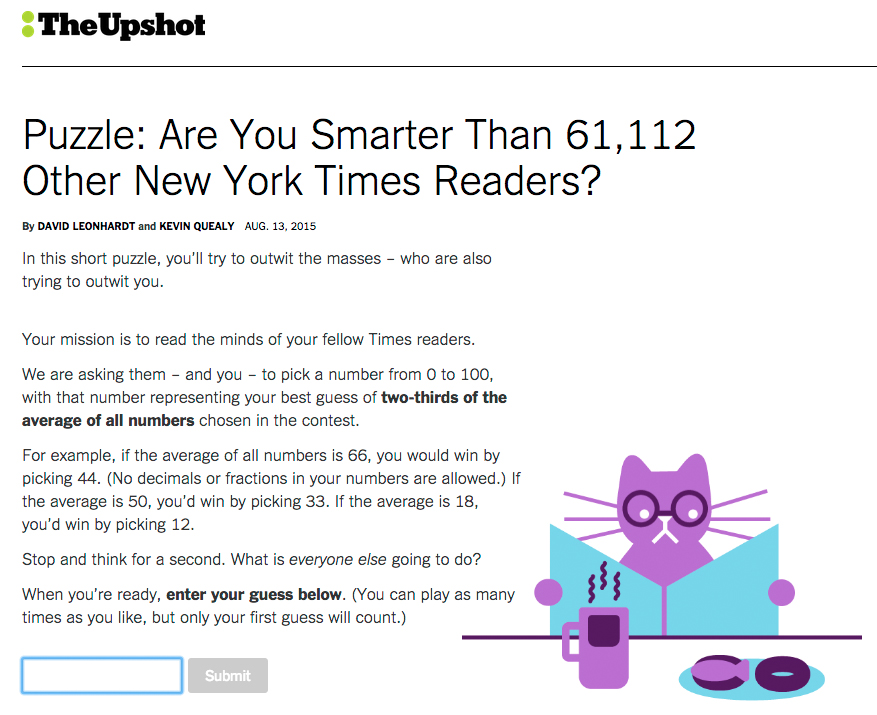 TheUpshot
Puzzle: Are You Smarter Than 61,112
Other New York Times Readers?
By DAVID LEONHARDT and KEVIN QUEALY AUG. 13, 2015
In this short puzzle, you'll try to outwit the masses – who are also
trying to outwit you.
Your mission is to read the minds of your fellow Times readers.
We are asking them – and you – to pick a number from 0 to 100,
with that number representing your best guess of two-thirds of the
average of all numbers chosen in the contest.
For example, if the average of all numbers is 66, you would win by
picking 44. (No decimals or fractions in your numbers are allowed.) If
the average is 50, you'd win by picking 33. If the average is 18,
you'd win by picking 12.
Stop and think for a second. What is everyone else going to do?
When you're ready, enter your guess below. (You can play as many
times as you like, but only your first guess will count.)
Submit